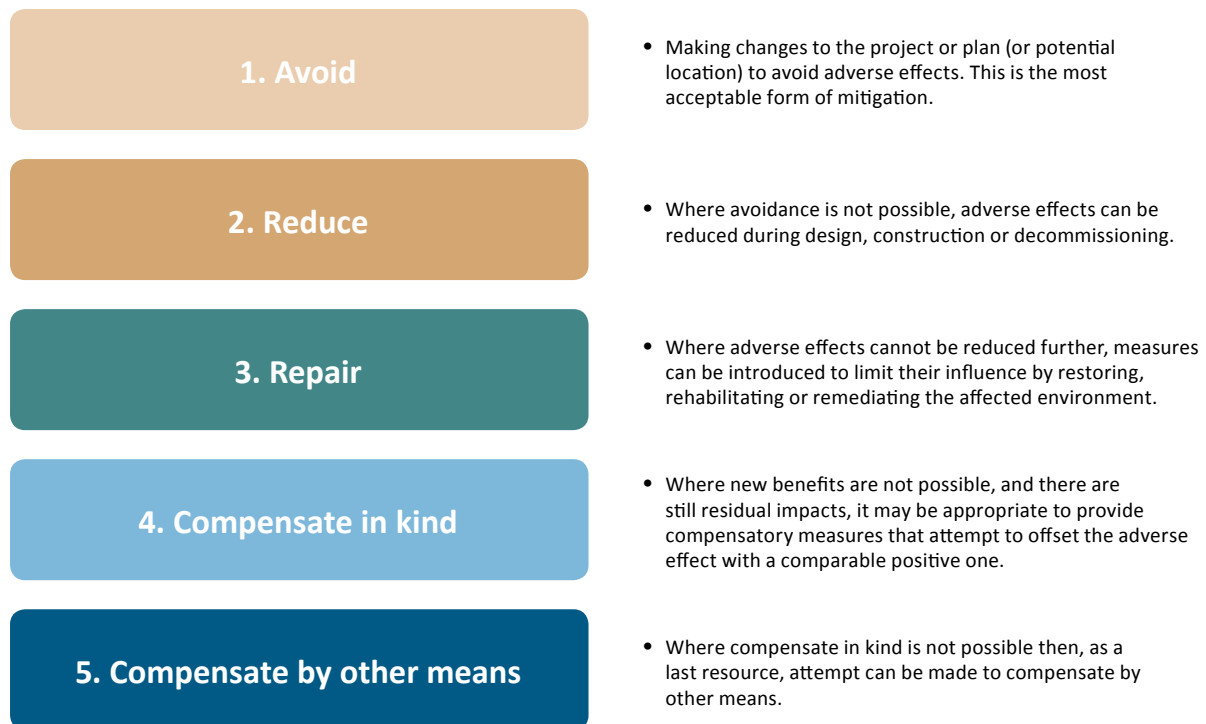 1. Avoid
• Making changes to the project or plan (or potential
location) to avoid adverse effects. This is the most
acceptable form of mitigation.
2. Reduce
• Where avoidance is not possible, adverse effects can be
reduced during design, construction or decommissioning.
3. Repair
• Where adverse effects cannot be reduced further, measures
can be introduced to limit their influence by restoring,
rehabilitating or remediating the affected environment.
4. Compensate in kind
• Where new benefits are not possible, and there are
still residual impacts, it may be appropriate to provide
compensatory measures that attempt to offset the adverse
effect with a comparable positive one.
5. Compensate by other means
• Where compensate in kind is not possible then, as a
last resource, attempt can be made to compensate by
other means.